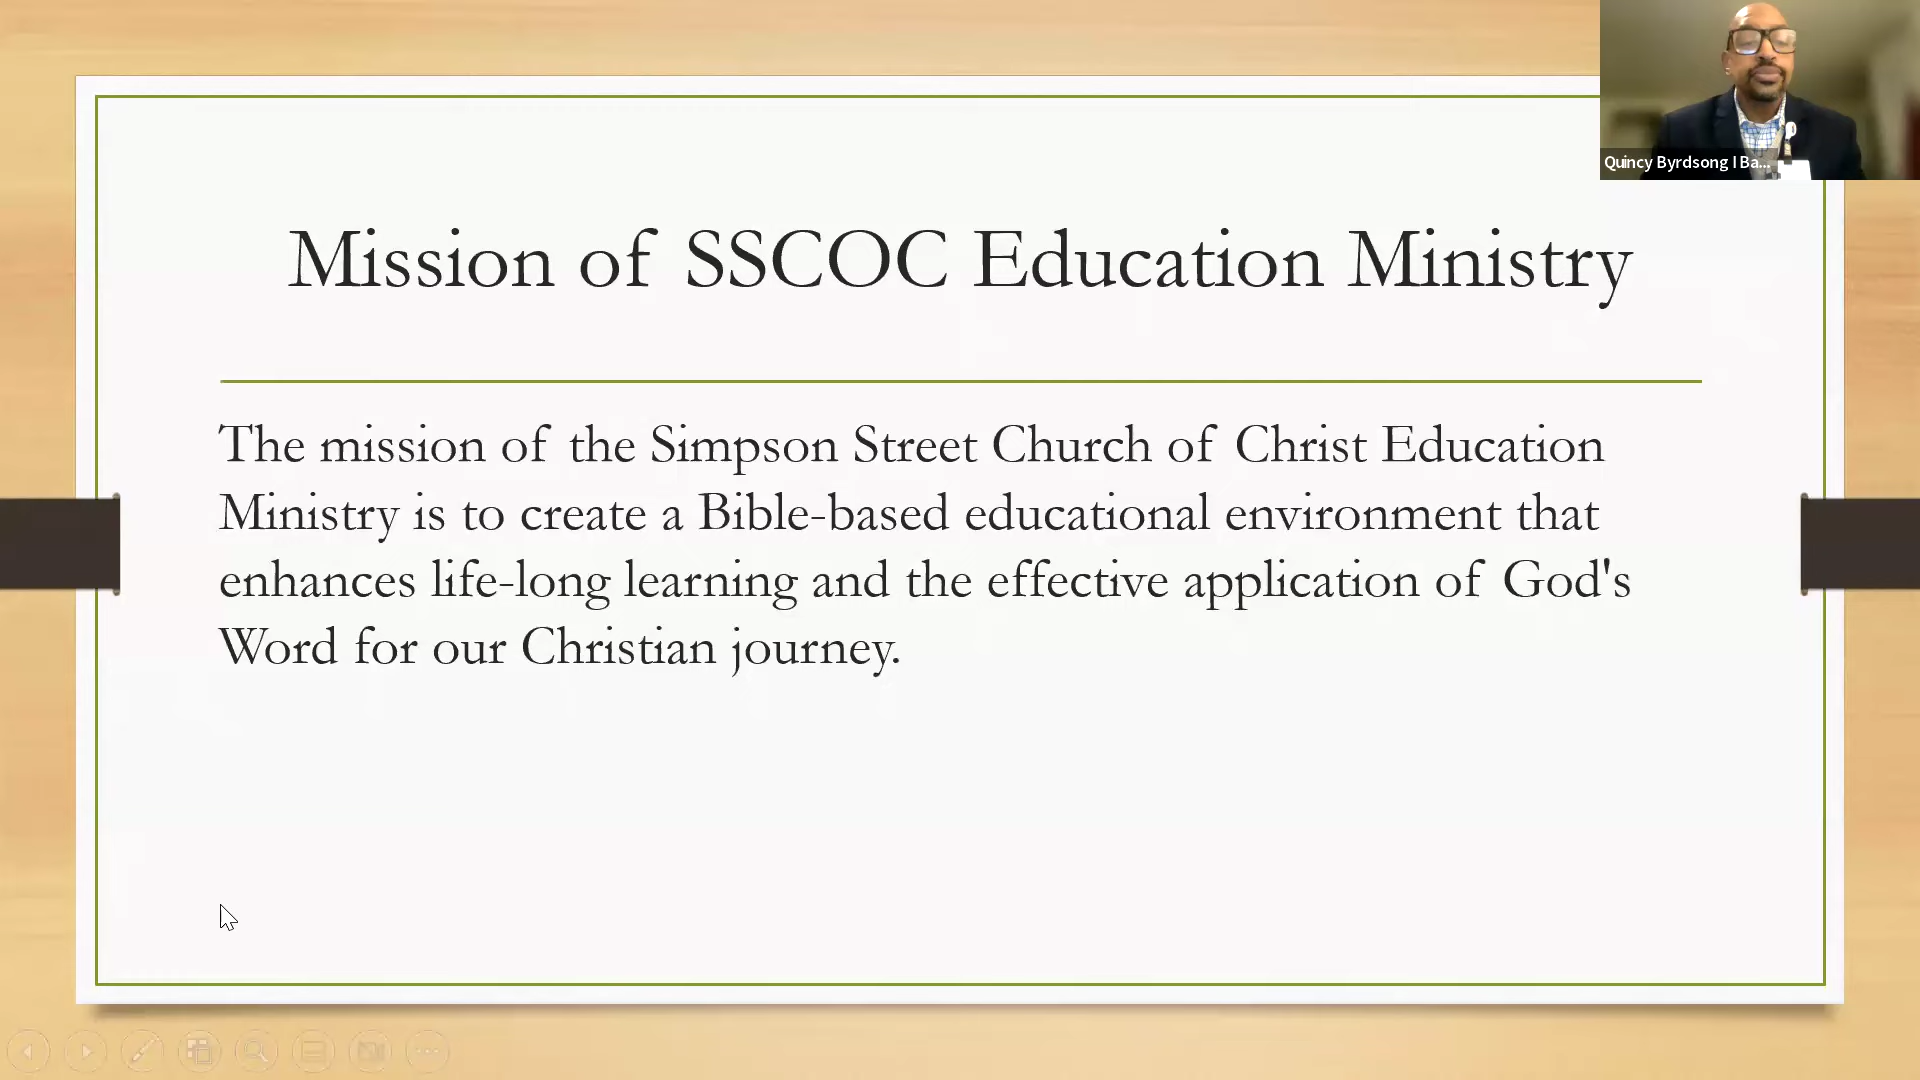 Quincy Byrdsong I Ba...
Mission of SSCOC Education Ministry
The mission of the Simpson Street Church of Christ Education
Ministry is to create a Bible-based educational environment that
enhances life-long learning and the effective application of God's
Word for our Christian journey.